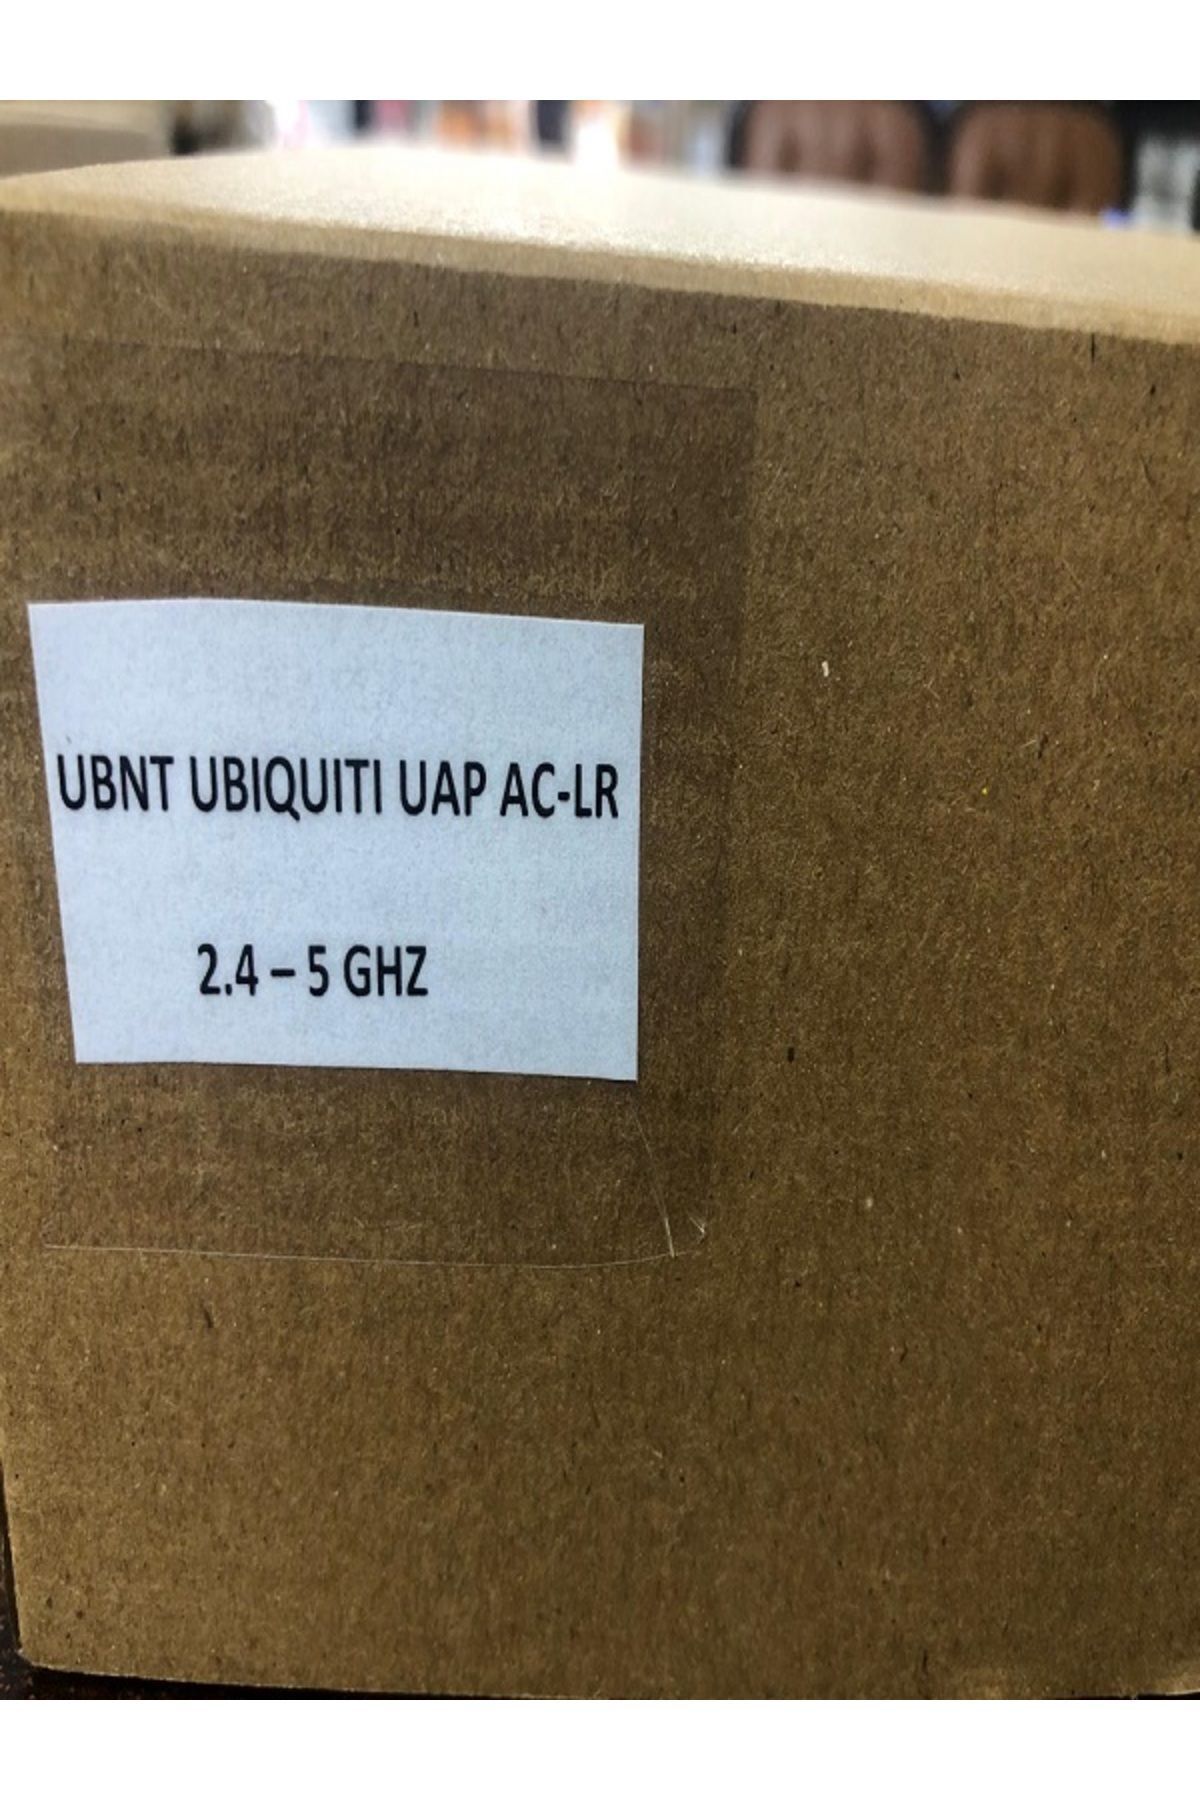 UBNT UBIQUITI UAP AC-LR
2.4 – 5 GHZ